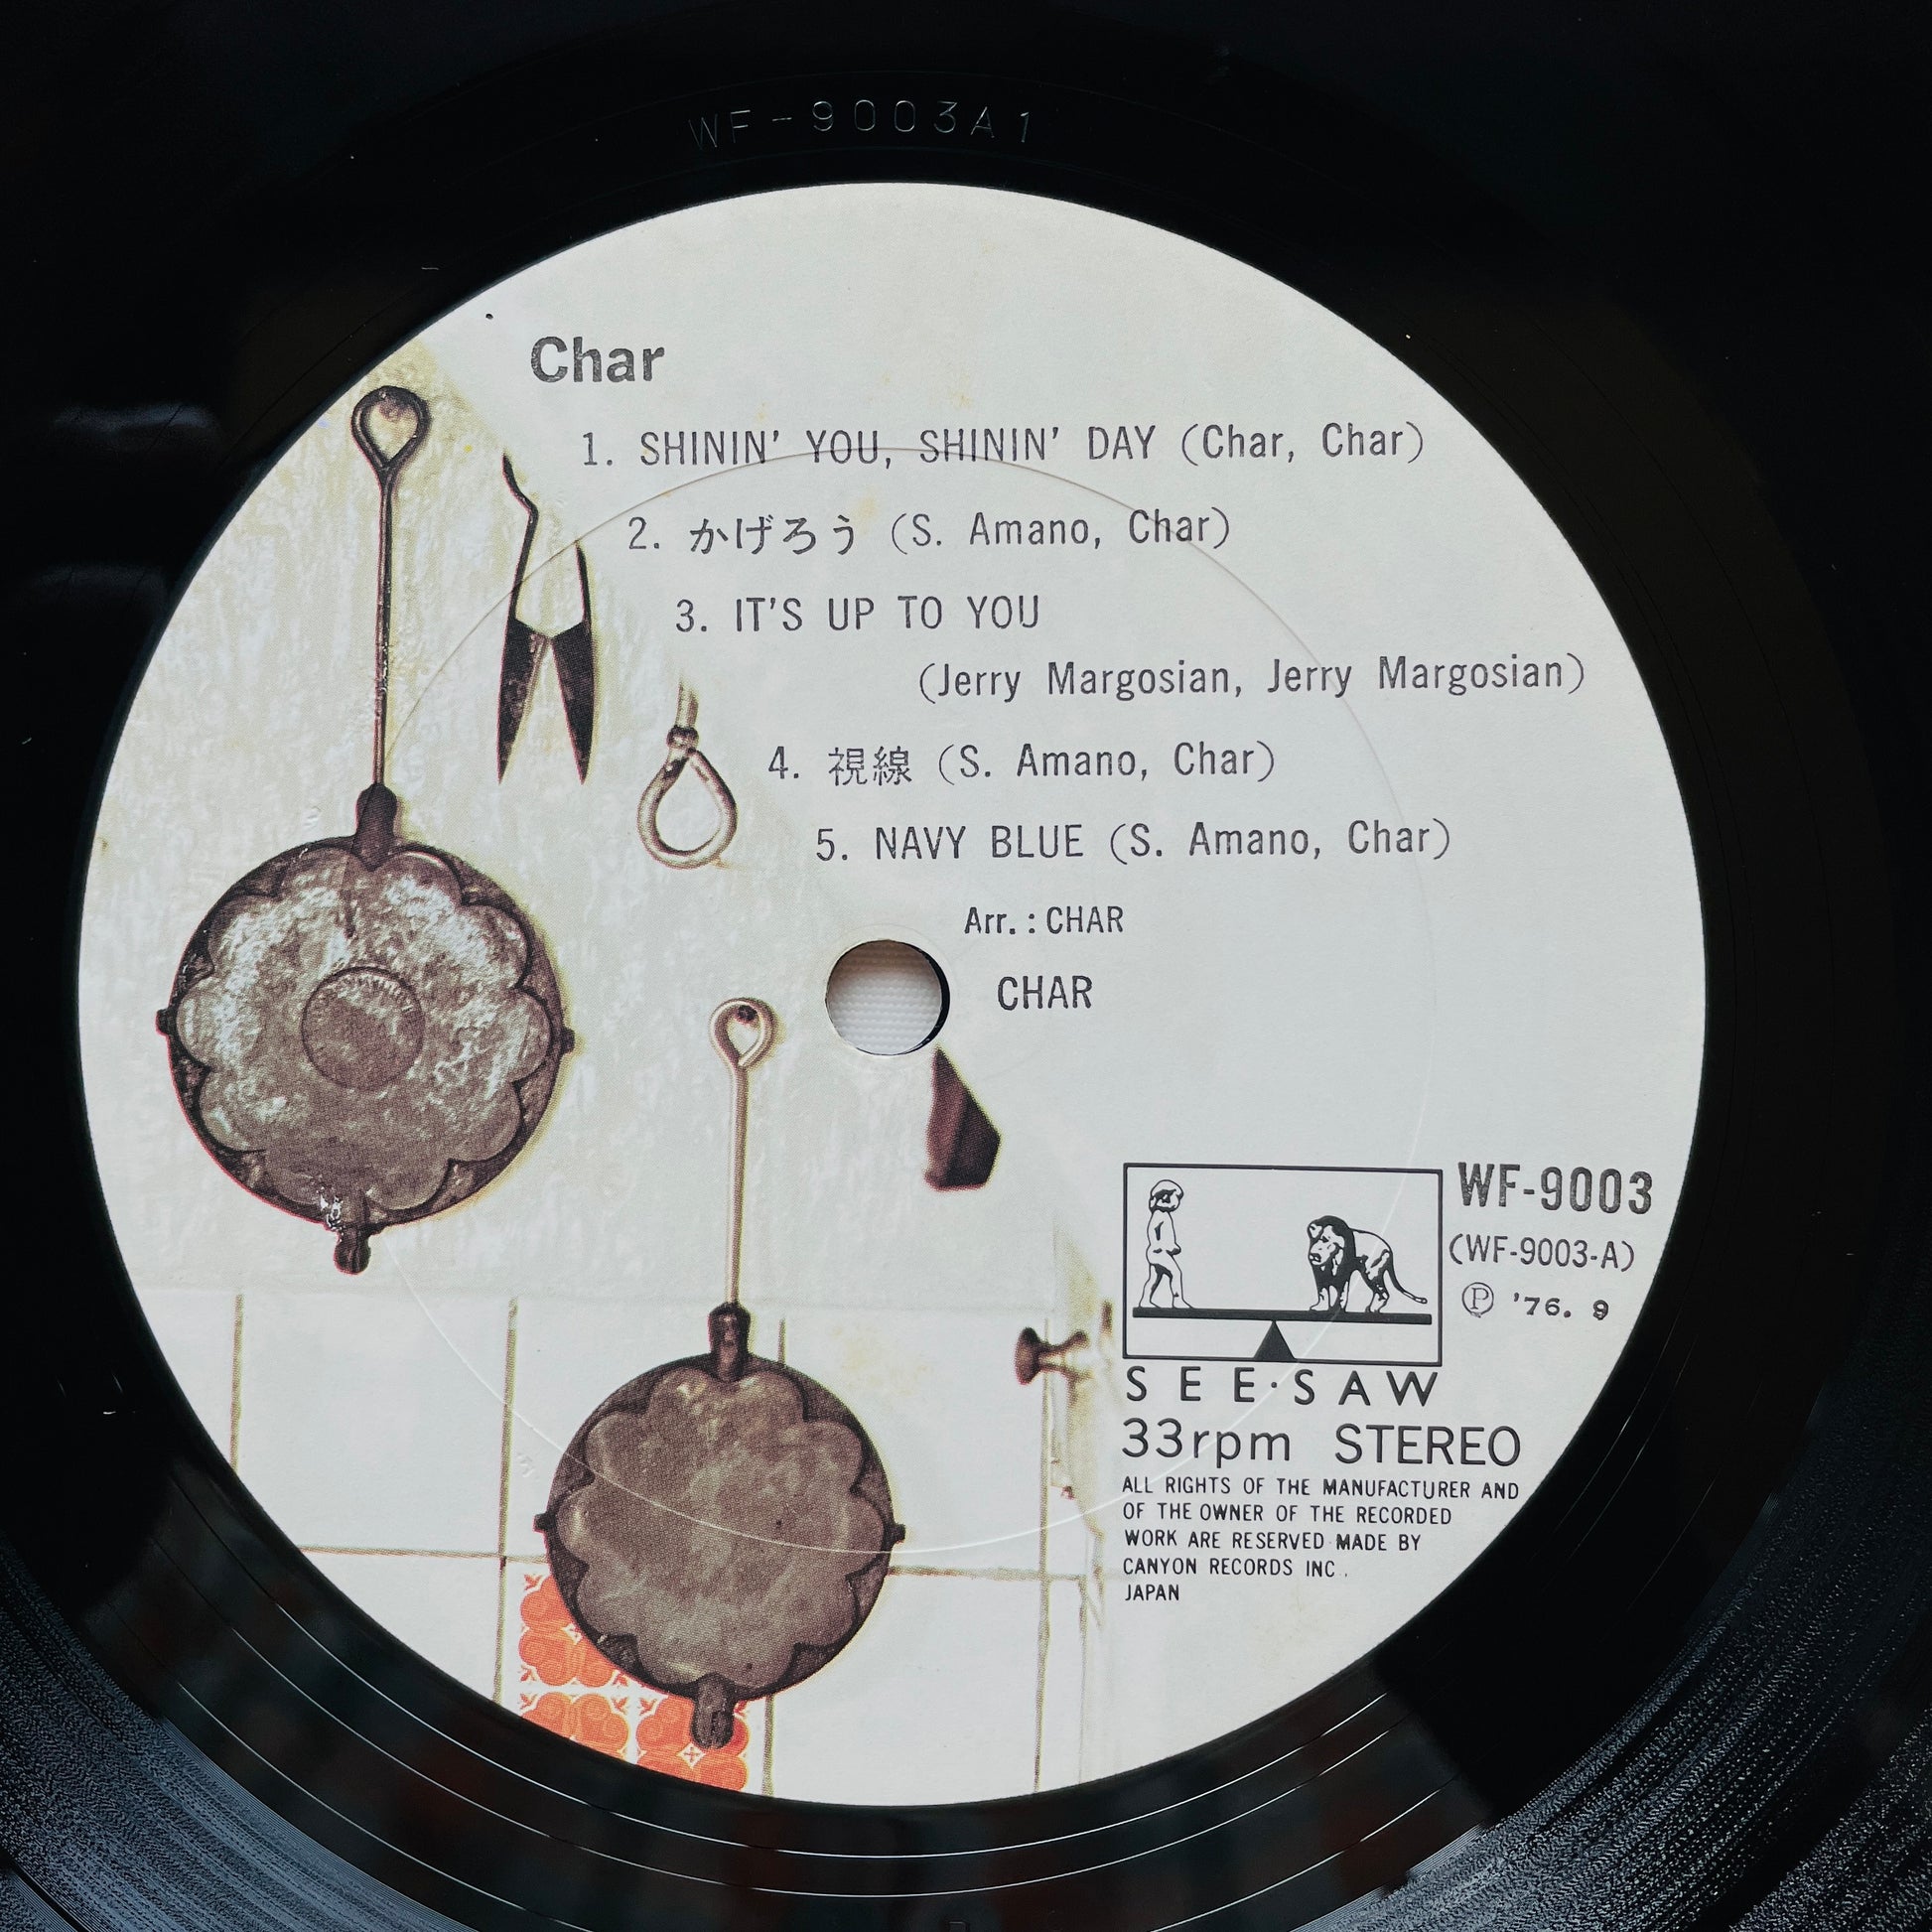 WF-9003A1
Char
1. SHININ' YOU, SHININ' DAY (Char, Char)
2. かげろう (S. Amano, Char)
3. IT'S UP TO YOU
(Jerry Margosian, Jerry Margosian)
4. 視線 (S. Amano, Char)
5. NAVY BLUE (S. Amano, Char)
Arr. : CHAR
CHAR
WF-9003
(WF-9003-A)
Ⓟ '76. 9
SEE·SAW
33rpm STEREO
ALL RIGHTS OF THE MANUFACTURER AND
OF THE OWNER OF THE RECORDED
WORK ARE RESERVED·MADE BY
CANYON RECORDS INC.
JAPAN